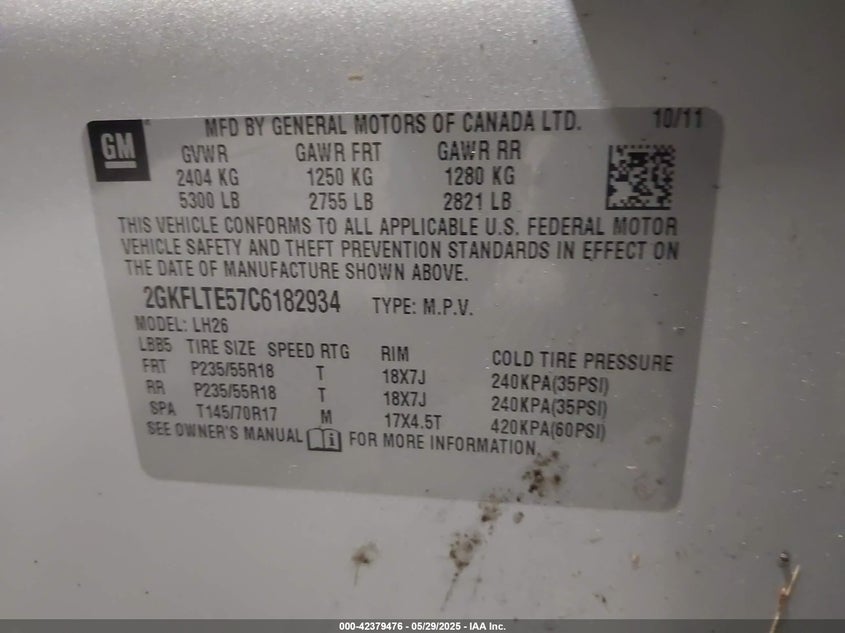 GM
MFD BY GENERAL MOTORS OF CANADA LTD. 10/11
GVWR GAWR FRT GAWR RR
2404 KG 1250 KG 1280 KG
5300 LB 2755 LB 2821 LB
THIS VEHICLE CONFORMS TO ALL APPLICABLE U.S. FEDERAL MOTOR
VEHICLE SAFETY AND THEFT PREVENTION STANDARDS IN EFFECT ON
THE DATE OF MANUFACTURE SHOWN ABOVE.
2GKFLTE57C6182934 TYPE: M.P.V.
MODEL: LH26
LBB5 TIRE SIZE SPEED RTG RIM COLD TIRE PRESSURE
FRT P235/55R18 T 18X7J 240KPA(35PSI)
RR P235/55R18 T 18X7J 240KPA(35PSI)
SPA T145/70R17 M 17X4.5T 420KPA(60PSI)
SEE OWNER'S MANUAL i FOR MORE INFORMATION.
000-42379476 - 05/29/2025 - IAA Inc.